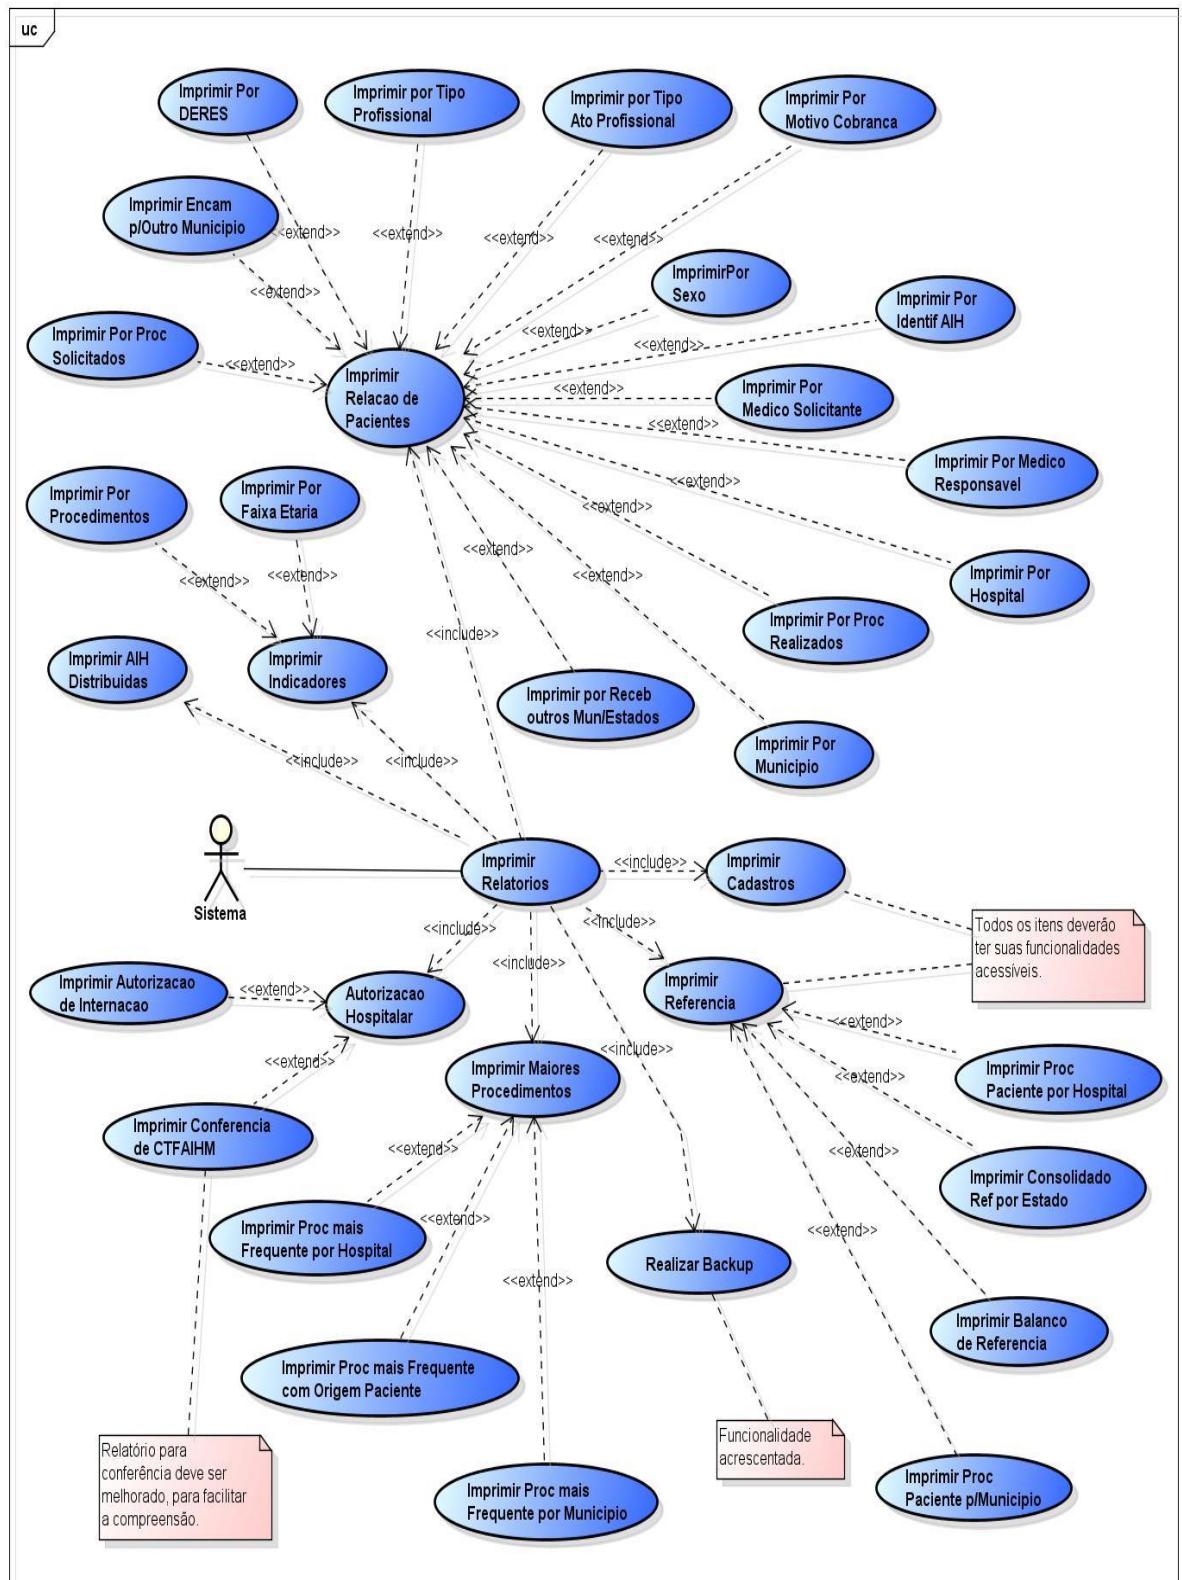 uc
Imprimir Por
DERES
Imprimir por Tipo
Profissional
Imprimir por Tipo
Ato Profissional
Imprimir Por
Motivo Cobranca
Imprimir Encam
p/Outro Municipio
<<extend>>
<<extend>>
<<extend>>
<<extend>>
ImprimirPor
Sexo
Imprimir Por
Identif AIH
<<extend>>
Imprimir Por Proc
Solicitados
<<extend>>
<<extend>>
<<extend>>
Imprimir
Relacao de
Pacientes
<<extend>>
Imprimir Por
Medico Solicitante
<<extend>>
Imprimir Por Medico
Responsavel
Imprimir Por
Procedimentos
Imprimir Por
Faixa Etaria
<<extend>>
<<extend>>
<<extend>>
<<extend>>
<<extend>>
<<extend>>
Imprimir Por
Hospital
Imprimir Por Proc
Realizados
<<include>>
Imprimir AIH
Distribuidas
Imprimir
Indicadores
Imprimir por Receb
outros Mun/Estados
Imprimir Por
Municipio
<<include>>
<<include>>
Sistema
Imprimir
Relatorios
<<include>>
Imprimir
Cadastros
<<include>>
<<include>>
<<include>>
Todos os itens deverão
ter suas funcionalidades
acessíveis.
Imprimir Autorizacao
de Internacao
<<extend>>
Autorizacao
Hospitalar
Imprimir
Referencia
<<extend>>
<<include>>
<<extend>>
Imprimir Maiores
Procedimentos
<<extend>>
Imprimir Proc
Paciente por Hospital
Imprimir Conferencia
de CTFAIHM
<<extend>>
<<extend>>
Imprimir Consolidado
Ref por Estado
Imprimir Proc mais
Frequente por Hospital
<<extend>>
<<extend>>
<<extend>>
Realizar Backup
Imprimir Balanco
de Referencia
Imprimir Proc mais Frequente
com Origem Paciente
Relatório para
conferência deve ser
melhorado, para facilitar
a compreensão.
Funcionalidade
acrescentada.
Imprimir Proc mais
Frequente por Municipio
Imprimir Proc
Paciente p/Municipio